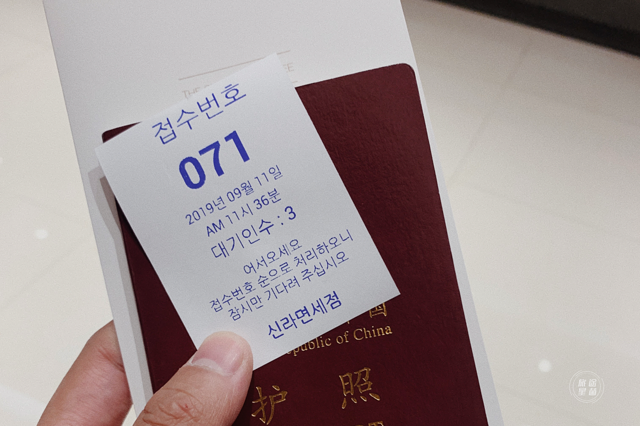 접수번호
071
2019년 09월 11일
AM 11시 36분
대기인수 : 3
어서오세요
접수번호 순으로 처리하오니
잠시만 기다려 주십시오
신라면세점
国
public of China
护照